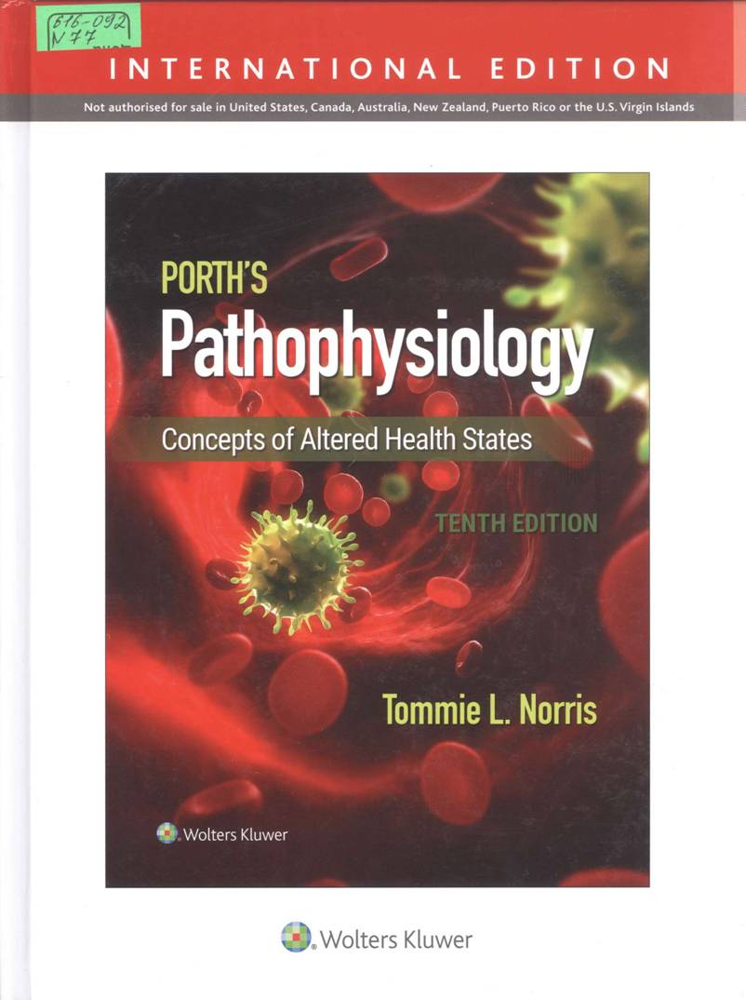 616-092
N 77
INTERNATIONAL EDITION
Not authorised for sale in United States, Canada, Australia, New Zealand, Puerto Rico or the U.S. Virgin Islands
PORTH'S
Pathophysiology
Concepts of Altered Health States
TENTH EDITION
Tommie L. Norris
Wolters Kluwer
Wolters Kluwer